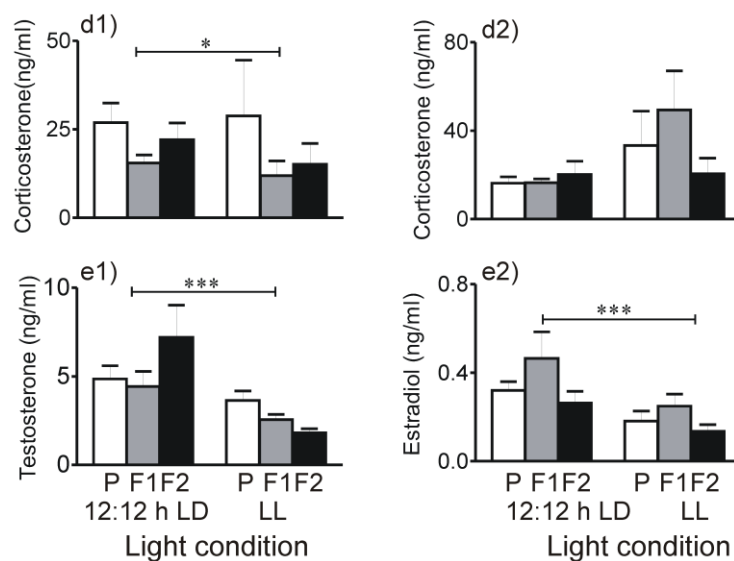 d1)
Corticosterone(ng/ml)
50
25
0
*
d2)
Corticosterone (ng/ml)
80
40
0
e1)
Testosterone (ng/ml)
10
5
0
***
P F1F2 P F1F2
12:12 h LD LL
Light condition
e2)
Estradiol (ng/ml)
0.8
0.4
0.0
***
P F1F2 P F1F2
12:12 h LD LL
Light condition